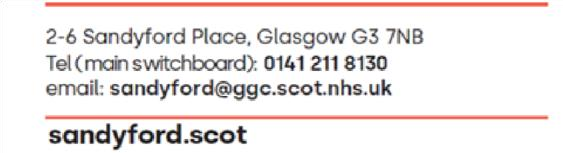 2-6 Sandyford Place, Glasgow G3 7NB
Tel (main switchboard): 0141 211 8130
email: sandyford@ggc.scot.nhs.uk
sandyford.scot